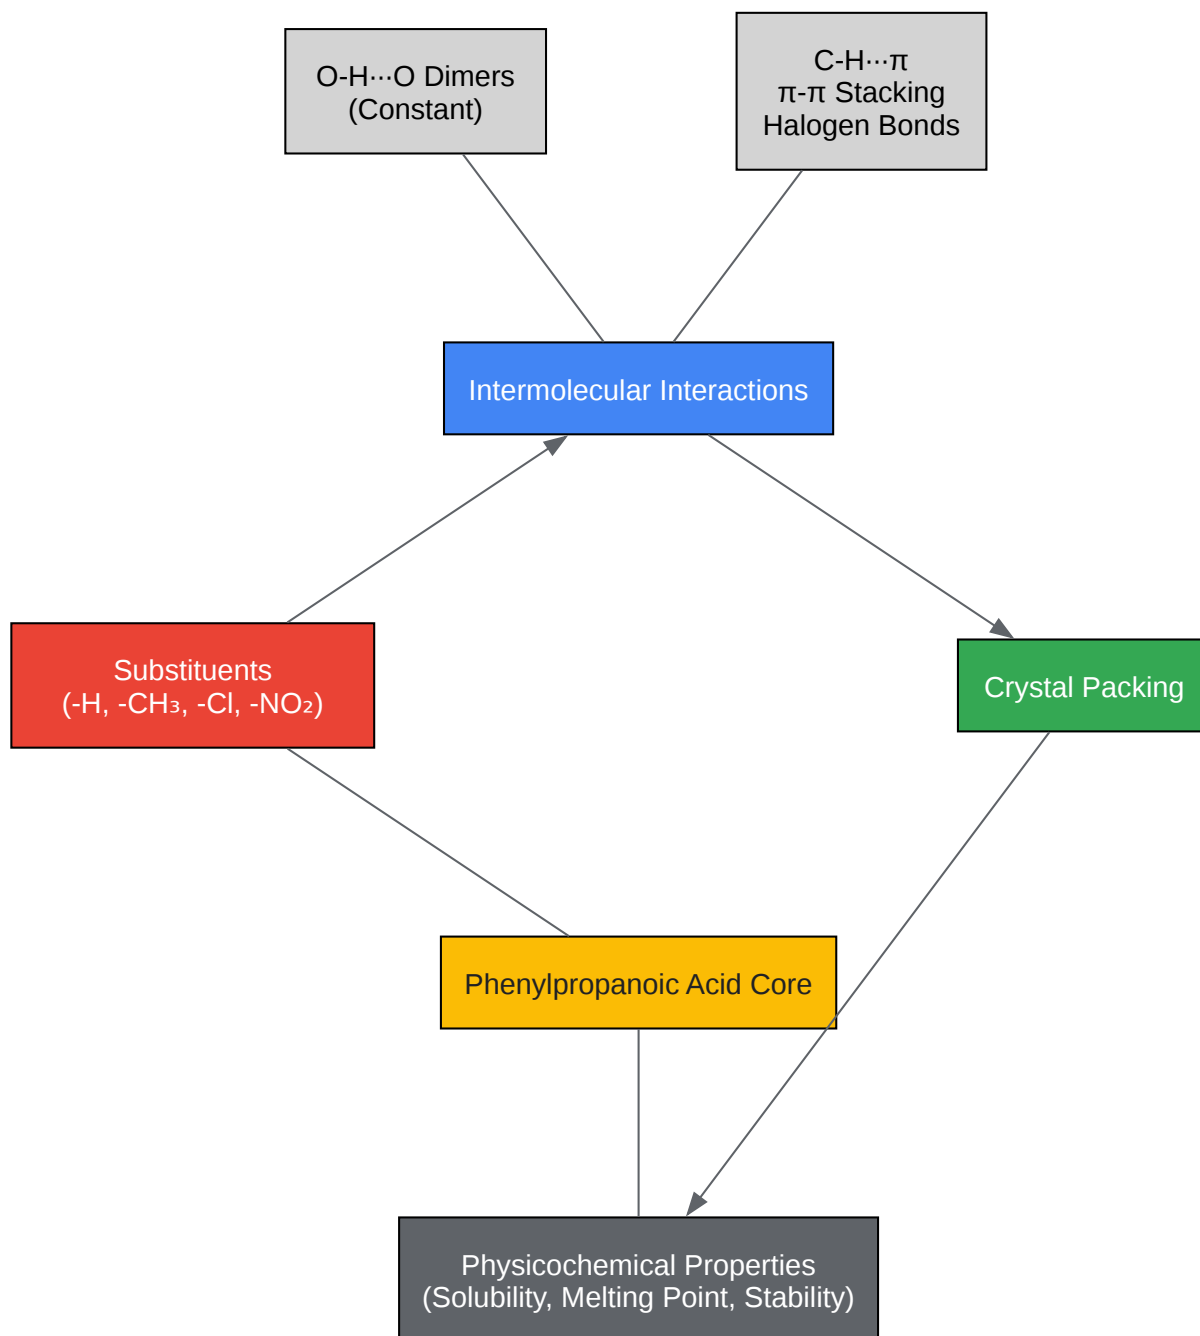 O-H···O Dimers
(Constant)
C-H···π
π-π Stacking
Halogen Bonds
Intermolecular Interactions
Substituents
(-H, -CH₃, -Cl, -NO₂)
Crystal Packing
Phenylpropanoic Acid Core
Physicochemical Properties
(Solubility, Melting Point, Stability)